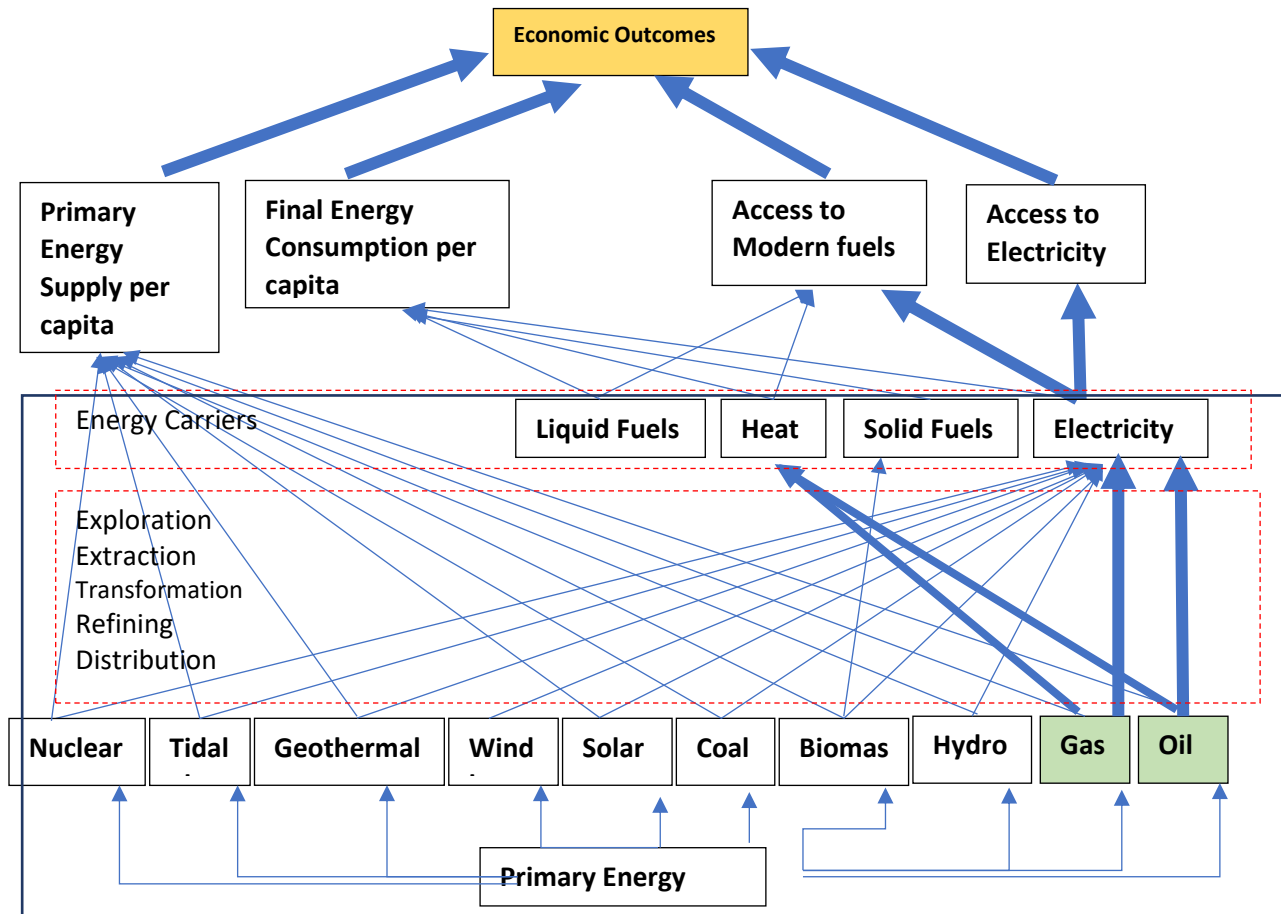 Economic Outcomes
Primary
Energy
Supply per
capita
Final Energy
Consumption per
capita
Access to
Modern fuels
Access to
Electricity
Energy Carriers
Liquid Fuels
Heat
Solid Fuels
Electricity
Exploration
Extraction
Transformation
Refining
Distribution
Nuclear
Tidal
Geothermal
Wind
Solar
Coal
Biomas
Hydro
Gas
Oil
Primary Energy